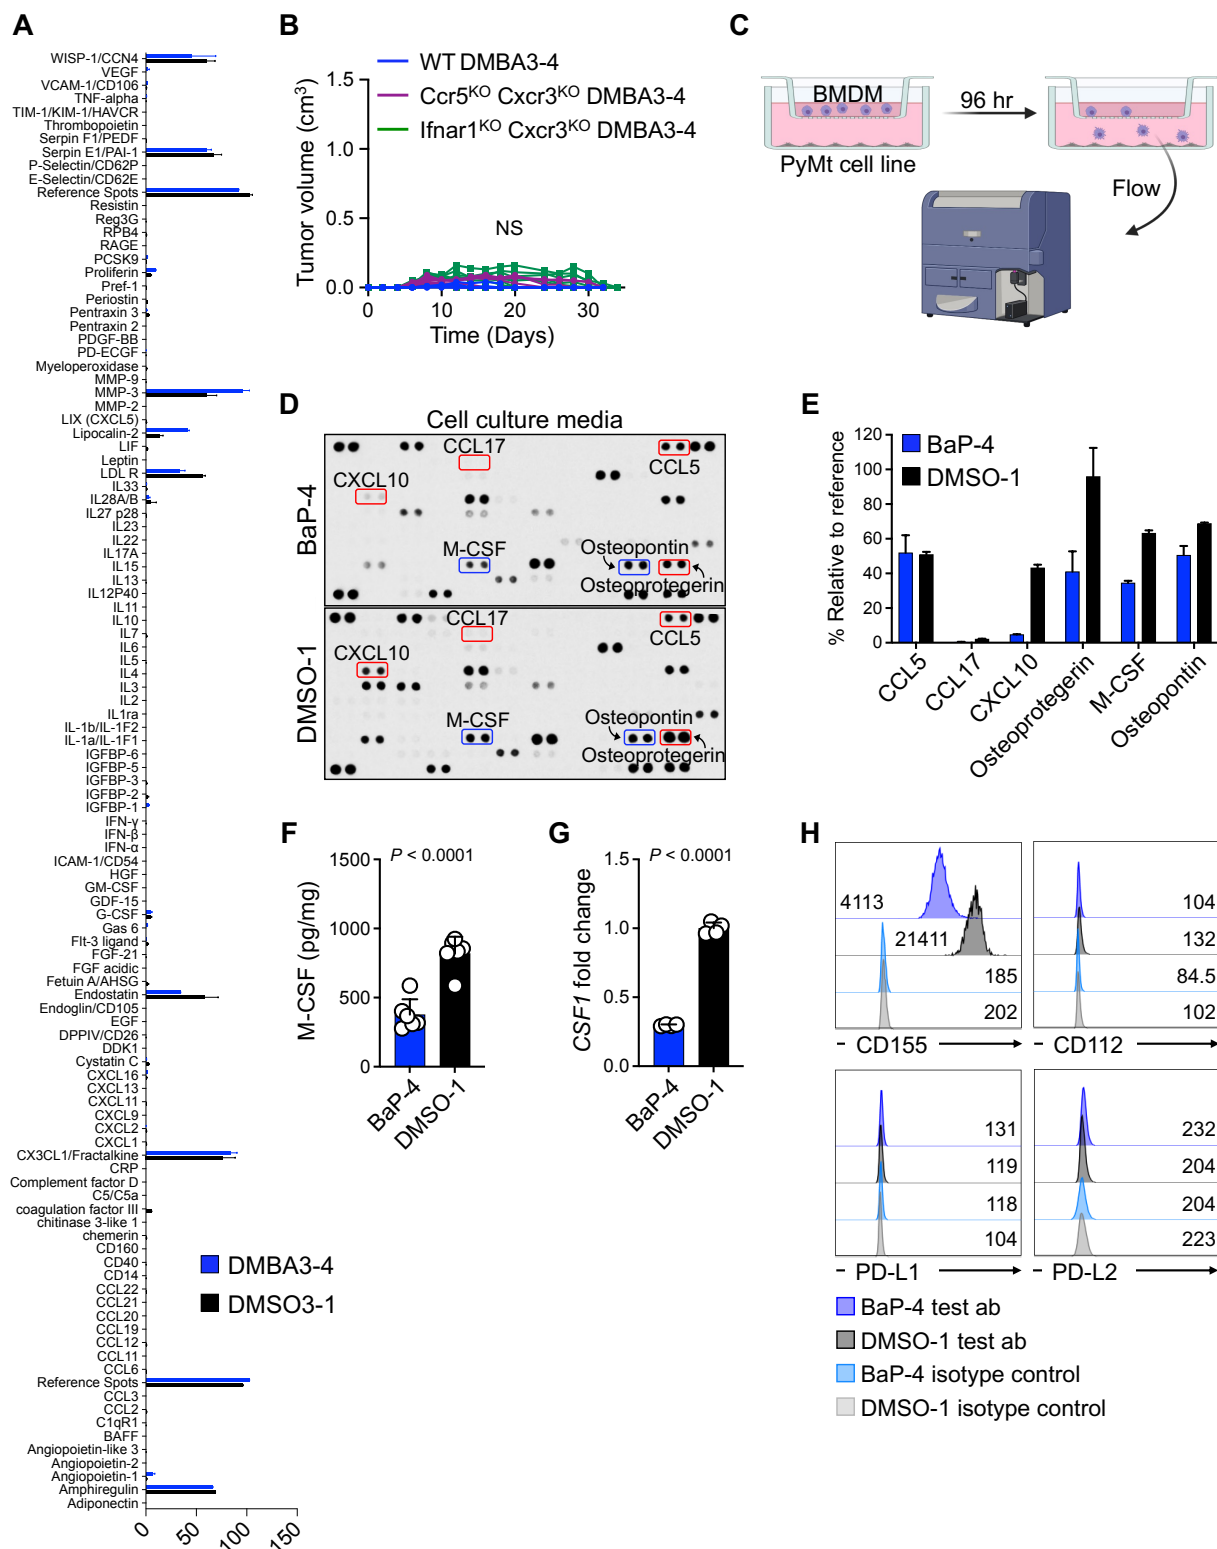 A
WISP-1/CCN4
VEGF
VCAM-1/CD106
TNF-alpha
TIM-1/KIM-1/HAVCR
Thrombopoietin
Serpin F1/PEDF
Serpin E1/PAI-1
P-Selectin/CD62P
E-Selectin/CD62E
Reference Spots
Resistin
Reg3G
RPB4
RAGE
PCSK9
Proliferin
Pref-1
Periostin
Pentraxin 3
Pentraxin 2
PDGF-BB
PD-ECGF
Myeloperoxidase
MMP-9
MMP-3
MMP-2
LIX (CXCL5)
Lipocalin-2
LIF
Leptin
LDL R
IL33
IL28A/B
IL27 p28
IL23
IL22
IL17A
IL15
IL13
IL12P40
IL11
IL10
IL7
IL6
IL5
IL4
IL3
IL2
IL1ra
IL-1b/IL-1F2
IL-1a/IL-1F1
IGFBP-6
IGFBP-5
IGFBP-3
IGFBP-2
IGFBP-1
IFN-γ
IFN-β
IFN-α
ICAM-1/CD54
HGF
GM-CSF
GDF-15
G-CSF
Gas 6
Flt-3 ligand
FGF-21
FGF acidic
Fetuin A/AHSG
Endostatin
Endoglin/CD105
EGF
DPPIV/CD26
DDK1
Cystatin C
CXCL16
CXCL13
CXCL11
CXCL9
CXCL2
CXCL1
CX3CL1/Fractalkine
CRP
Complement factor D
C5/C5a
coagulation factor III
chitinase 3-like 1
chemerin
CD160
CD40
CD14
CCL22
CCL21
CCL20
CCL19
CCL12
CCL11
CCL6
Reference Spots
CCL3
CCL2
C1qR1
BAFF
Angiopoietin-like 3
Angiopoietin-2
Angiopoietin-1
Amphiregulin
Adiponectin
0 50 100 150
DMBA3-4
DMSO3-1
B
WT DMBA3-4
Ccr5KO Cxcr3KO DMBA3-4
Ifnar1KO Cxcr3KO DMBA3-4
Tumor volume (cm3)
1.5
1.0
0.5
0.0
NS
0 10 20 30
Time (Days)
C
BMDM
96 hr
PyMt cell line
Flow
D
Cell culture media
BaP-4
CCL17
CCL5
CXCL10
M-CSF
Osteopontin
Osteoprotegerin
DMSO-1
CCL17
CCL5
CXCL10
M-CSF
Osteopontin
Osteoprotegerin
E
% Relative to reference
120
100
80
60
40
20
0
BaP-4
DMSO-1
CCL5
CCL17
CXCL10
Osteoprotegerin
M-CSF
Osteopontin
F
M-CSF (pg/mg)
1500
1000
500
0
P < 0.0001
BaP-4
DMSO-1
G
CSF1 fold change
1.5
1.0
0.5
0.0
P < 0.0001
BaP-4
DMSO-1
H
4113
21411
185
202
CD155
104
132
84.5
102
CD112
131
119
118
104
PD-L1
232
204
204
223
PD-L2
BaP-4 test ab
DMSO-1 test ab
BaP-4 isotype control
DMSO-1 isotype control